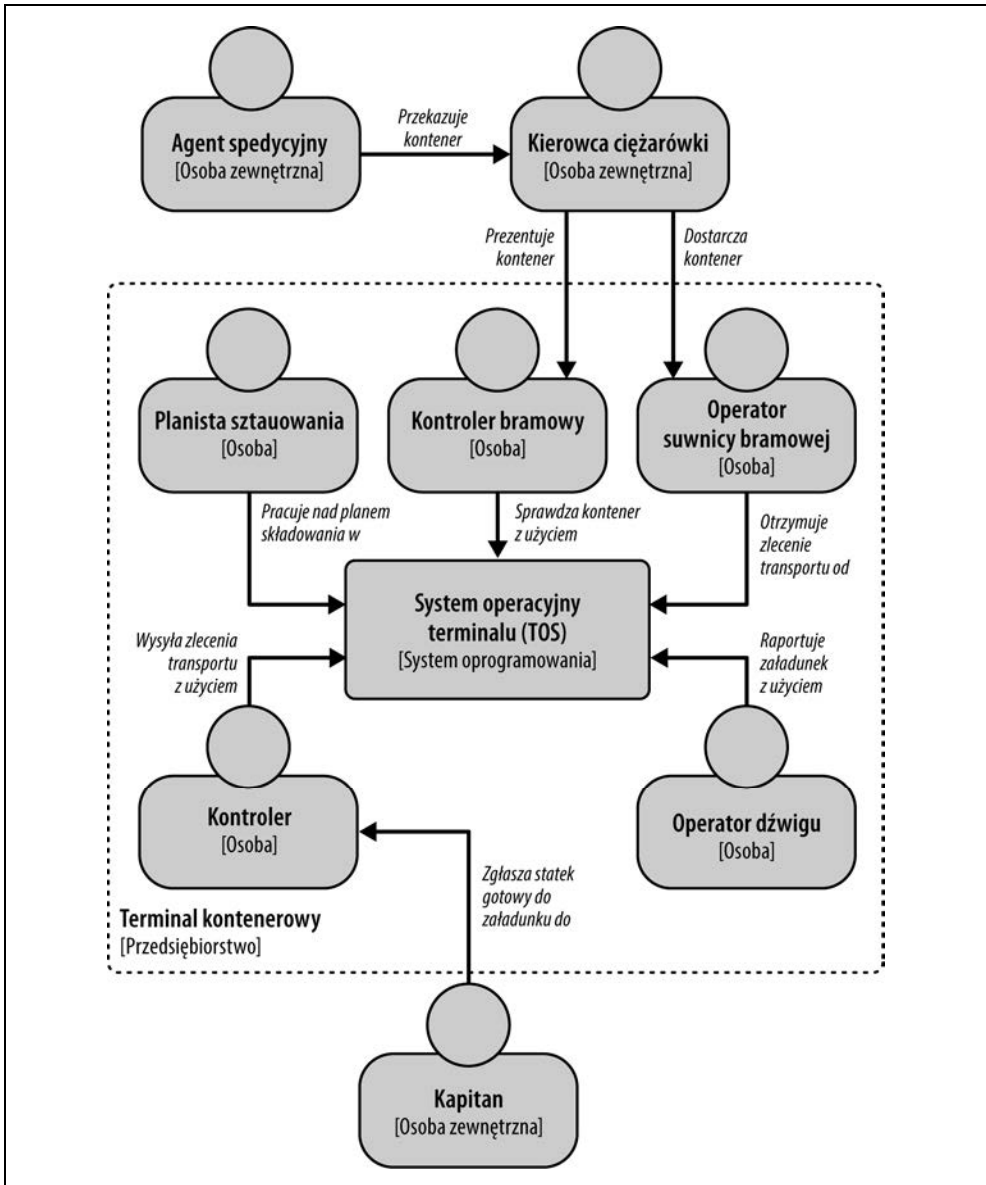 Agent spedycyjny
[Osoba zewnętrzna]
Przekazuje
kontener
Kierowca ciężarówki
[Osoba zewnętrzna]
Prezentuje
kontener
Dostarcza
kontener
Planista sztauowania
[Osoba]
Kontroler bramowy
[Osoba]
Operator
suwnicy bramowej
[Osoba]
Pracuje nad planem
składowania w
Sprawdza kontener
z użyciem
Otrzymuje
zlecenie
transportu od
System operacyjny
terminalu (TOS)
[System oprogramowania]
Wysyła zlecenia
transportu
z użyciem
Raportuje
załadunek
z użyciem
Kontroler
[Osoba]
Operator dźwigu
[Osoba]
Zgłasza statek
gotowy do
załadunku do
Terminal kontenerowy
[Przedsiębiorstwo]
Kapitan
[Osoba zewnętrzna]